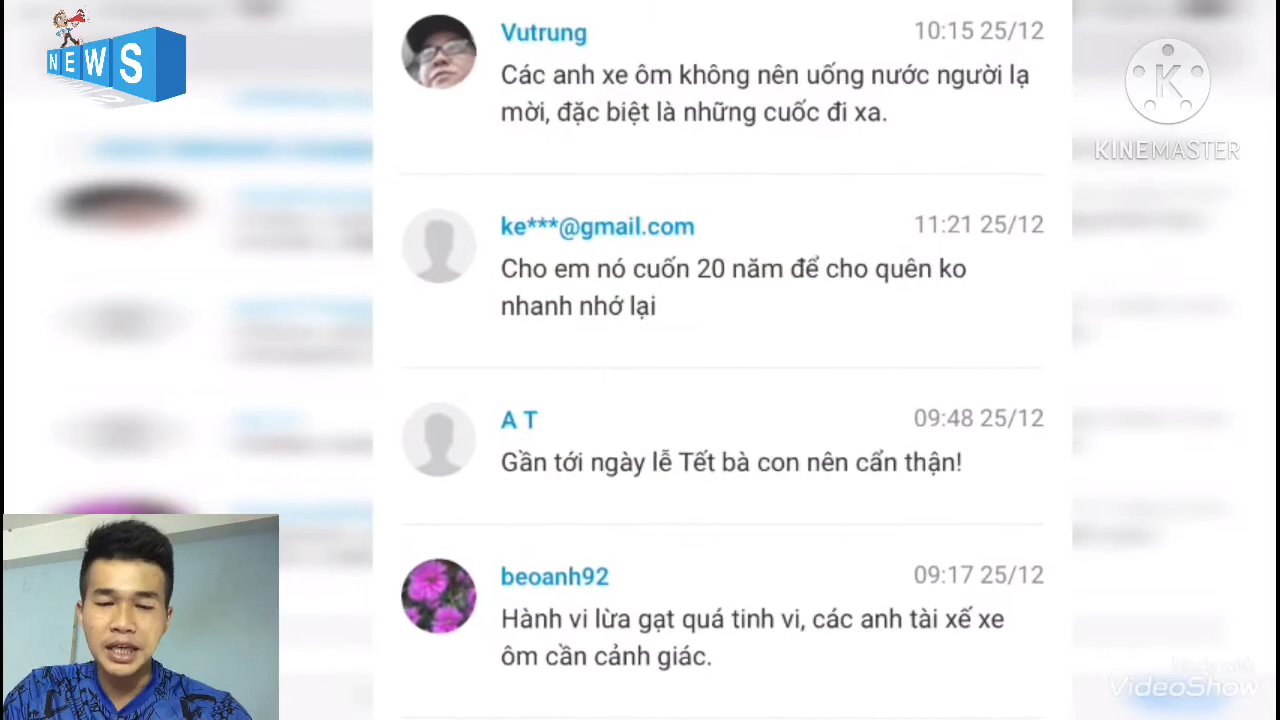 NEWS
KINEMASTER
Vutrung
10:15 25/12
Các anh xe ôm không nên uống nước người lạ
mời, đặc biệt là những cuốc đi xa.
ke***@gmail.com
11:21 25/12
Cho em nó cuốn 20 năm để cho quên ko
nhanh nhớ lại
A T
09:48 25/12
Gần tới ngày lễ Tết bà con nên cẩn thận!
beoanh92
09:17 25/12
Hành vi lừa gạt quá tinh vi, các anh tài xế xe
ôm cần cảnh giác.
Made with
VideoShow